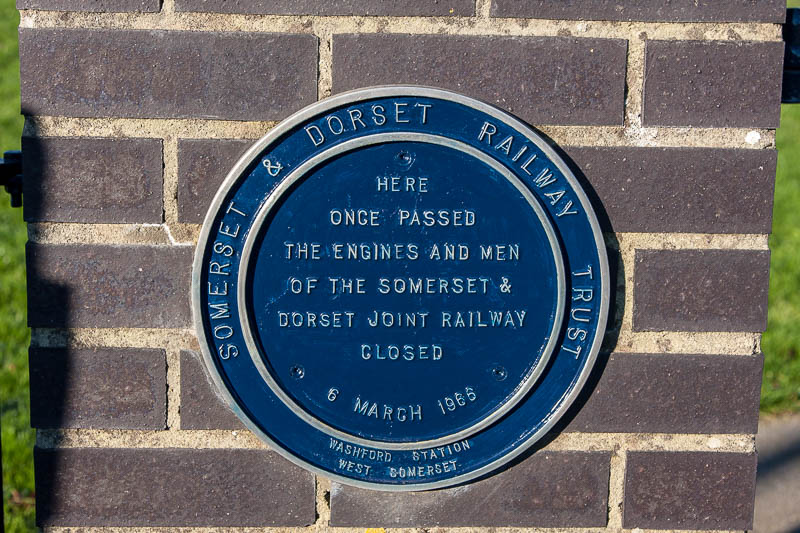 SOMERSET & DORSET RAILWAY TRUST
HERE
ONCE PASSED
THE ENGINES AND MEN
OF THE SOMERSET &
DORSET JOINT RAILWAY
CLOSED
6 MARCH 1966
WASHFORD STATION
WEST SOMERSET